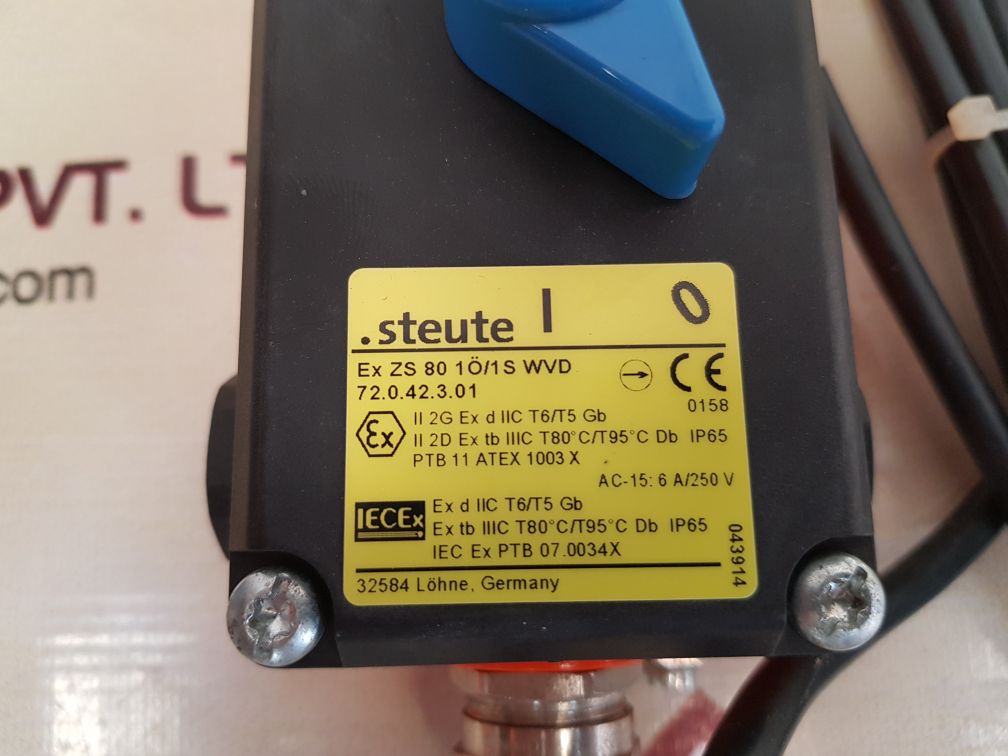 PVT.
.com
.steute I 0
Ex ZS 80 1Ö/1S WVD
72.0.42.3.01
CE
0158
Ex
II 2G Ex d IIC T6/T5 Gb
II 2D Ex tb IIIC T80°C/T95°C Db IP65
PTB 11 ATEX 1003 X
AC-15: 6 A/250 V
IECEx
Ex d IIC T6/T5 Gb
Ex tb IIIC T80°C/T95°C Db IP65
IEC Ex PTB 07.0034X
043914
32584 Löhne, Germany